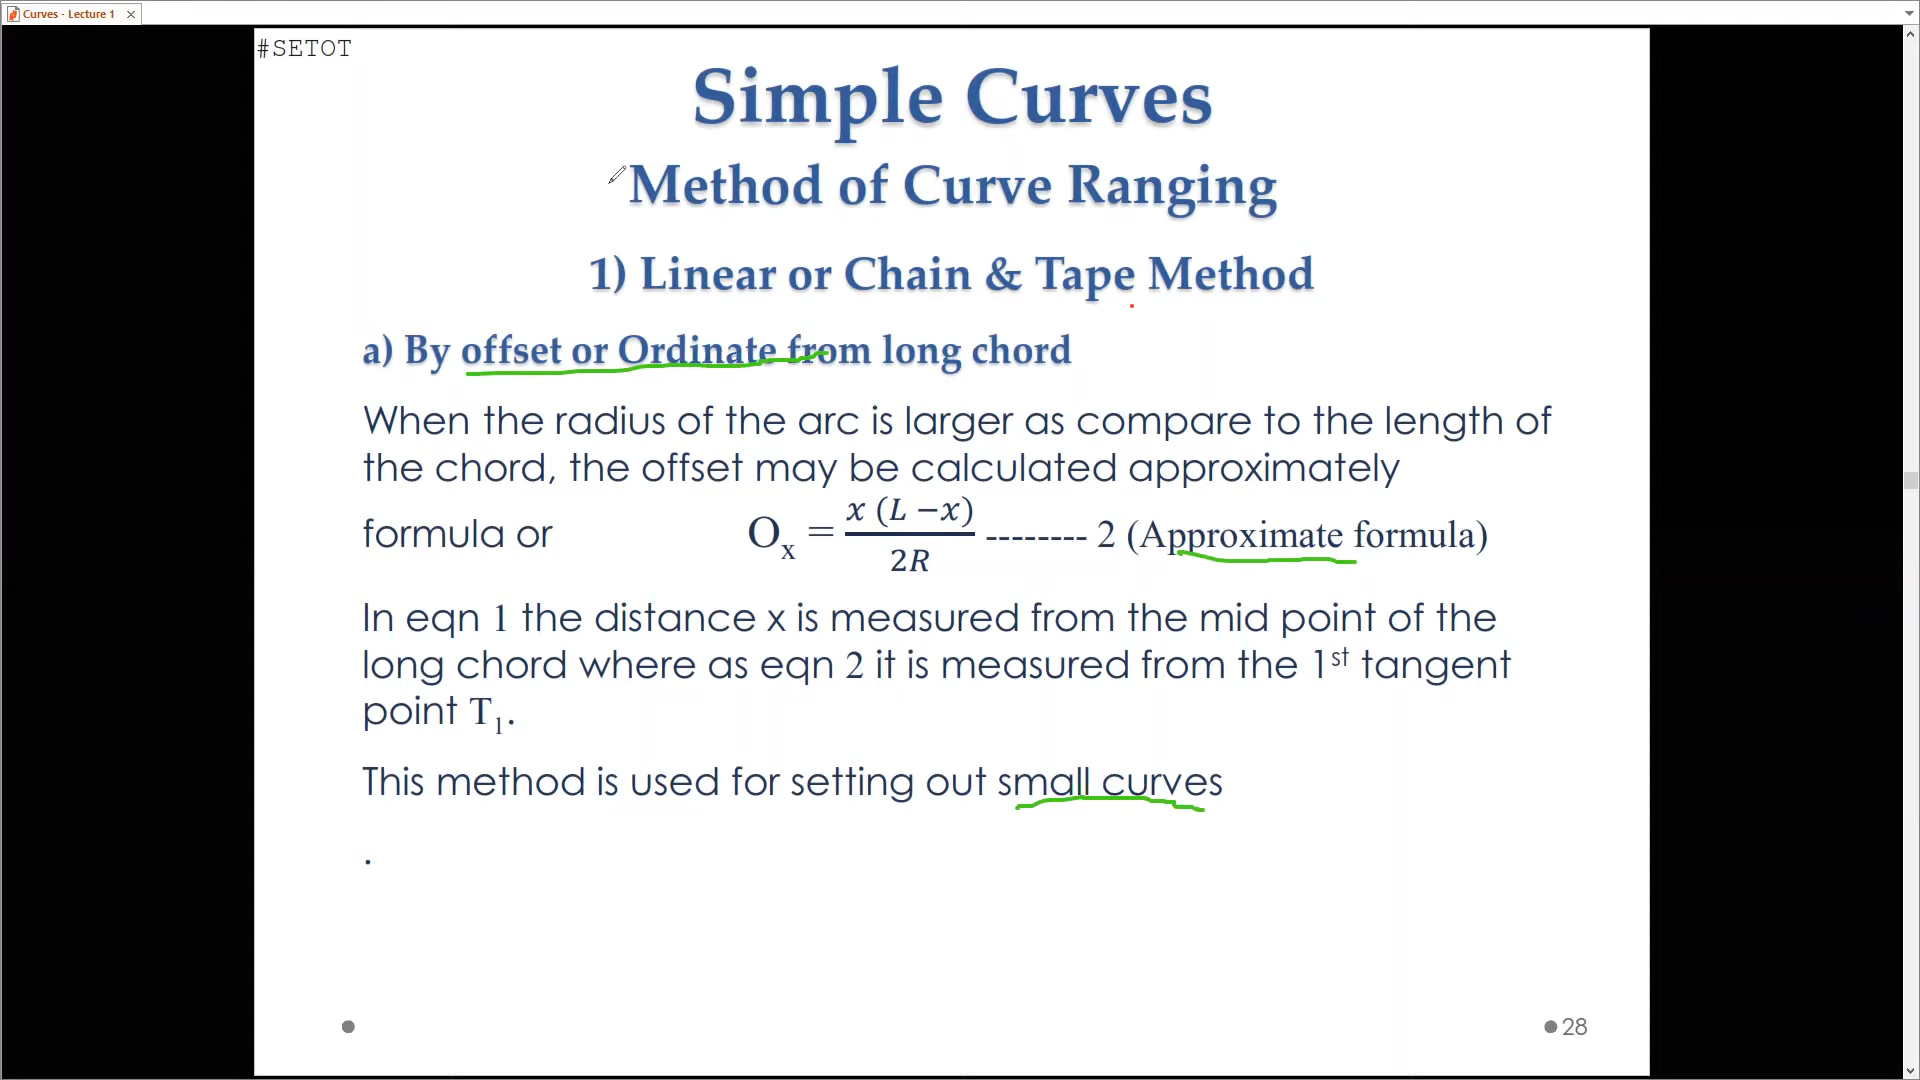 Curves - Lecture 1
#SETOT
Simple Curves
Method of Curve Ranging
1) Linear or Chain & Tape Method
a) By offset or Ordinate from long chord
When the radius of the arc is larger as compare to the length of
the chord, the offset may be calculated approximately
formula or Oₓ = x (L −x) / 2R -------- 2 (Approximate formula)
In eqn 1 the distance x is measured from the mid point of the
long chord where as eqn 2 it is measured from the 1st tangent
point T₁.
This method is used for setting out small curves
.
28